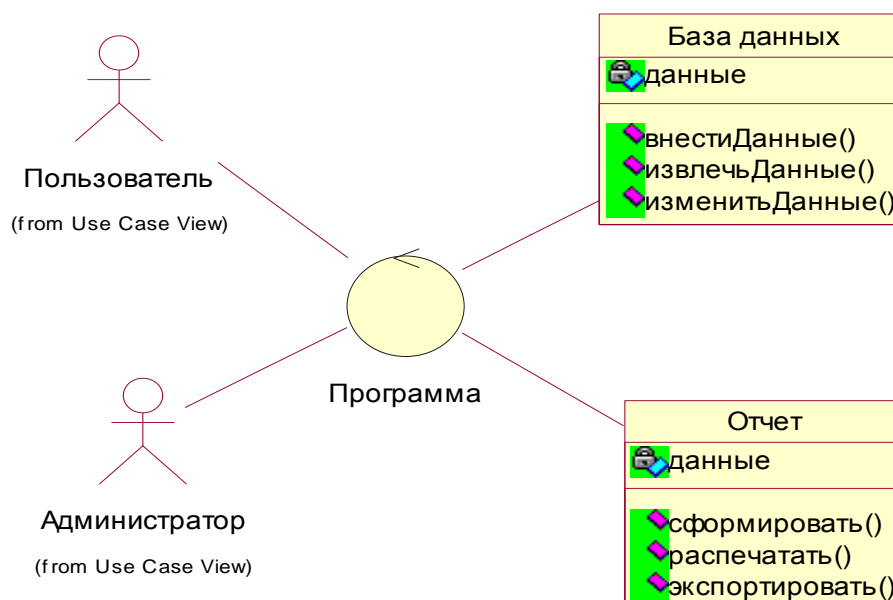 Пользователь
(from Use Case View)
База данных
данные
внестиДанные()
извлечьДанные()
изменитьДанные()
Программа
Администратор
(from Use Case View)
Отчет
данные
сформировать()
распечатать()
экспортировать()